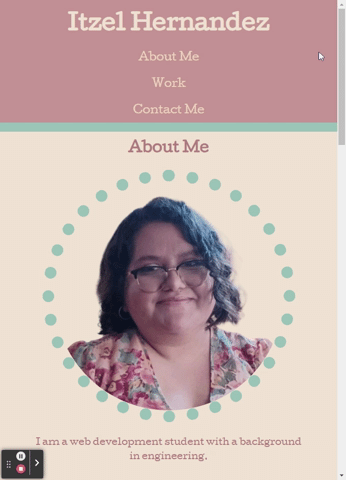 Itzel Hernandez
About Me
Work
Contact Me
About Me
I am a web development student with a background
in engineering.